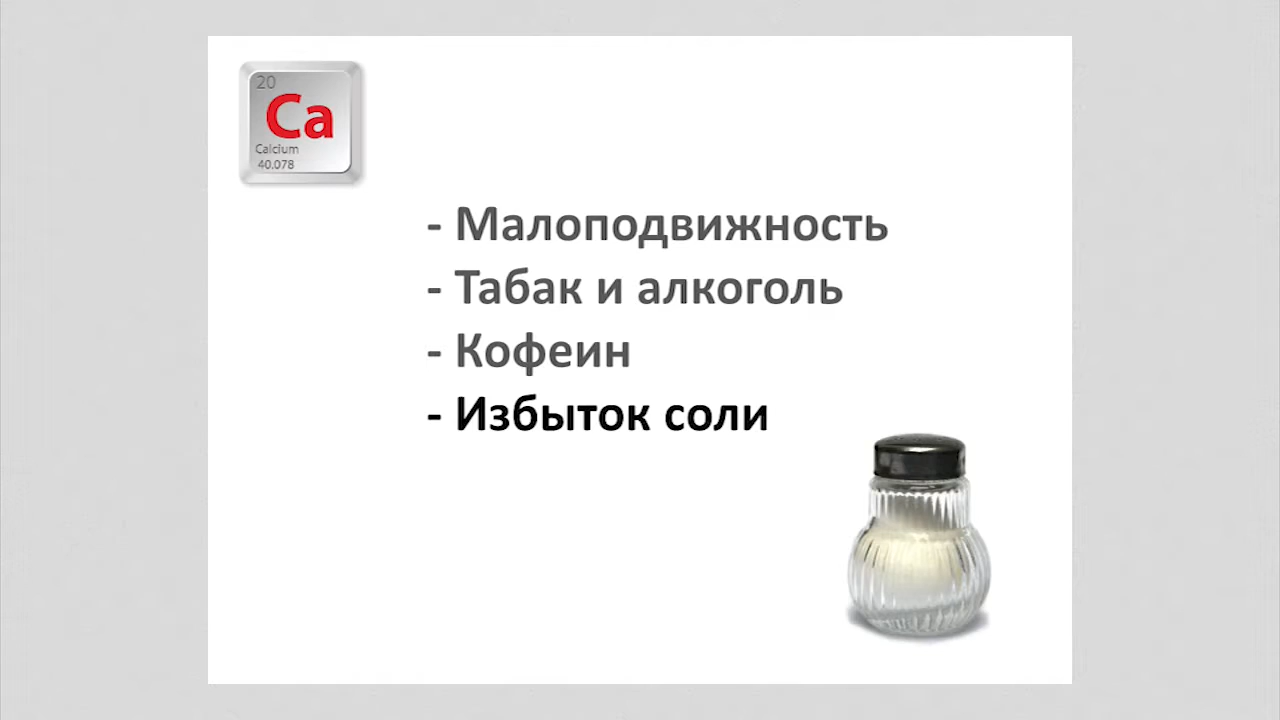 20
Ca
Calcium
40.078
- Малоподвижность
- Табак и алкоголь
- Кофеин
- Избыток соли